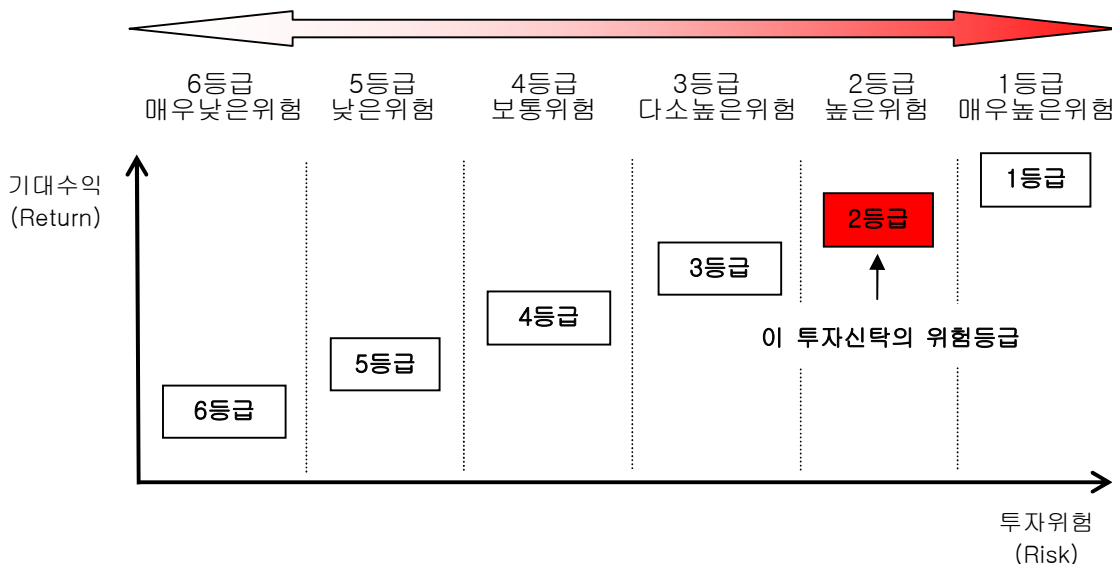 6등급
매우낮은위험
5등급
낮은위험
4등급
보통위험
3등급
다소높은위험
2등급
높은위험
1등급
매우높은위험
기대수익
(Return)
1등급
2등급
3등급
4등급
이 투자신탁의 위험등급
5등급
6등급
투자위험
(Risk)